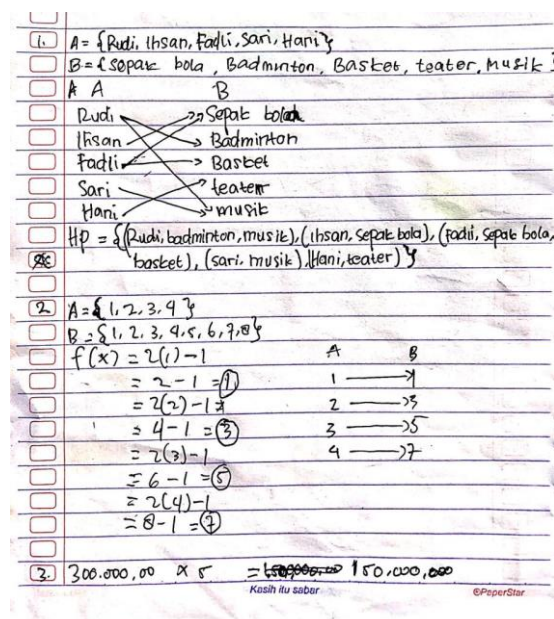 1. A = {Rudi, Ihsan, Fadli, Sari, Hani}
B = {sepak bola, Badminton, Basket, teater, Musik}
A A B
Rudi Sepak bola
Ihsan Badminton
Fadli Basket
Sari teater
Hani musik
HP = {(Rudi, badminton, musik), (Ihsan, sepak bola), (Fadli, sepak bola,
basket), (sari, musik), (Hani, teater)}
2 A = {1, 2, 3, 4}
B = {1, 2, 3, 4, 5, 6, 7, 8}
f(x) = 2(1) - 1 A B
= 2 - 1 = 1 1 → 1
= 2(2) - 1 2 → 3
= 4 - 1 = 3 3 → 5
= 2(3) - 1 4 → 7
= 6 - 1 = 5
= 2(4) - 1
= 8 - 1 = 7
3. 300.000,00 x 5 = 150,000,000
Kasih itu sabar ©PaperStar